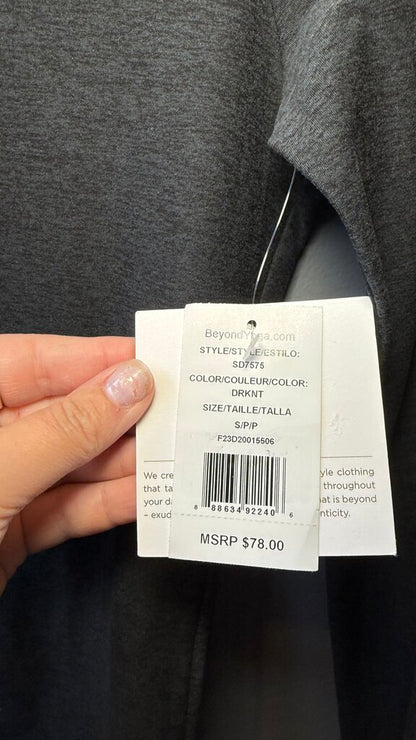 BeyondYoga.com
STYLE/STYLE/ESTILO:
SD7575
COLOR/COULEUR/COLOR:
DRKNT
SIZE/TAILLE/TALLA
S/P/P
F23D20015506
8 88634 92240 6
MSRP $78.00
We cre
yle clothing
that ta
throughout
your da
hat is beyond
– exud
nticity.